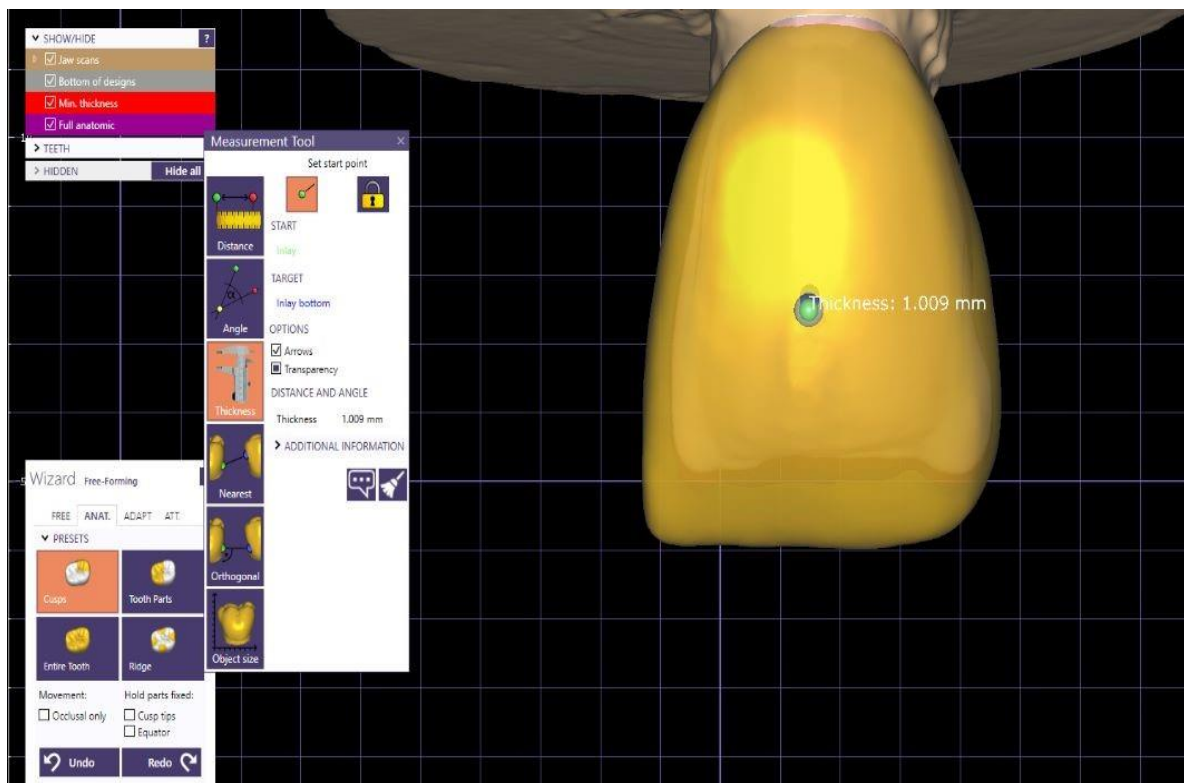 SHOW/HIDE ?
Jaw scans
Bottom of designs
Min. thickness
Full anatomic
TEETH
HIDDEN Hide all
Measurement Tool ×
Set start point
Distance
START
Inlay
TARGET
Inlay bottom
Angle
OPTIONS
Arrows
Transparency
Thickness
DISTANCE AND ANGLE
Thickness 1.009 mm
ADDITIONAL INFORMATION
Nearest
Orthogonal
Object size
Thickness: 1.009 mm
Wizard Free-Forming
FREE ANAT. ADAPT ATT.
PRESETS
Cusps Tooth Parts
Entire Tooth Ridge
Movement: Hold parts fixed:
Occlusal only Cusp tips
Equator
Undo Redo